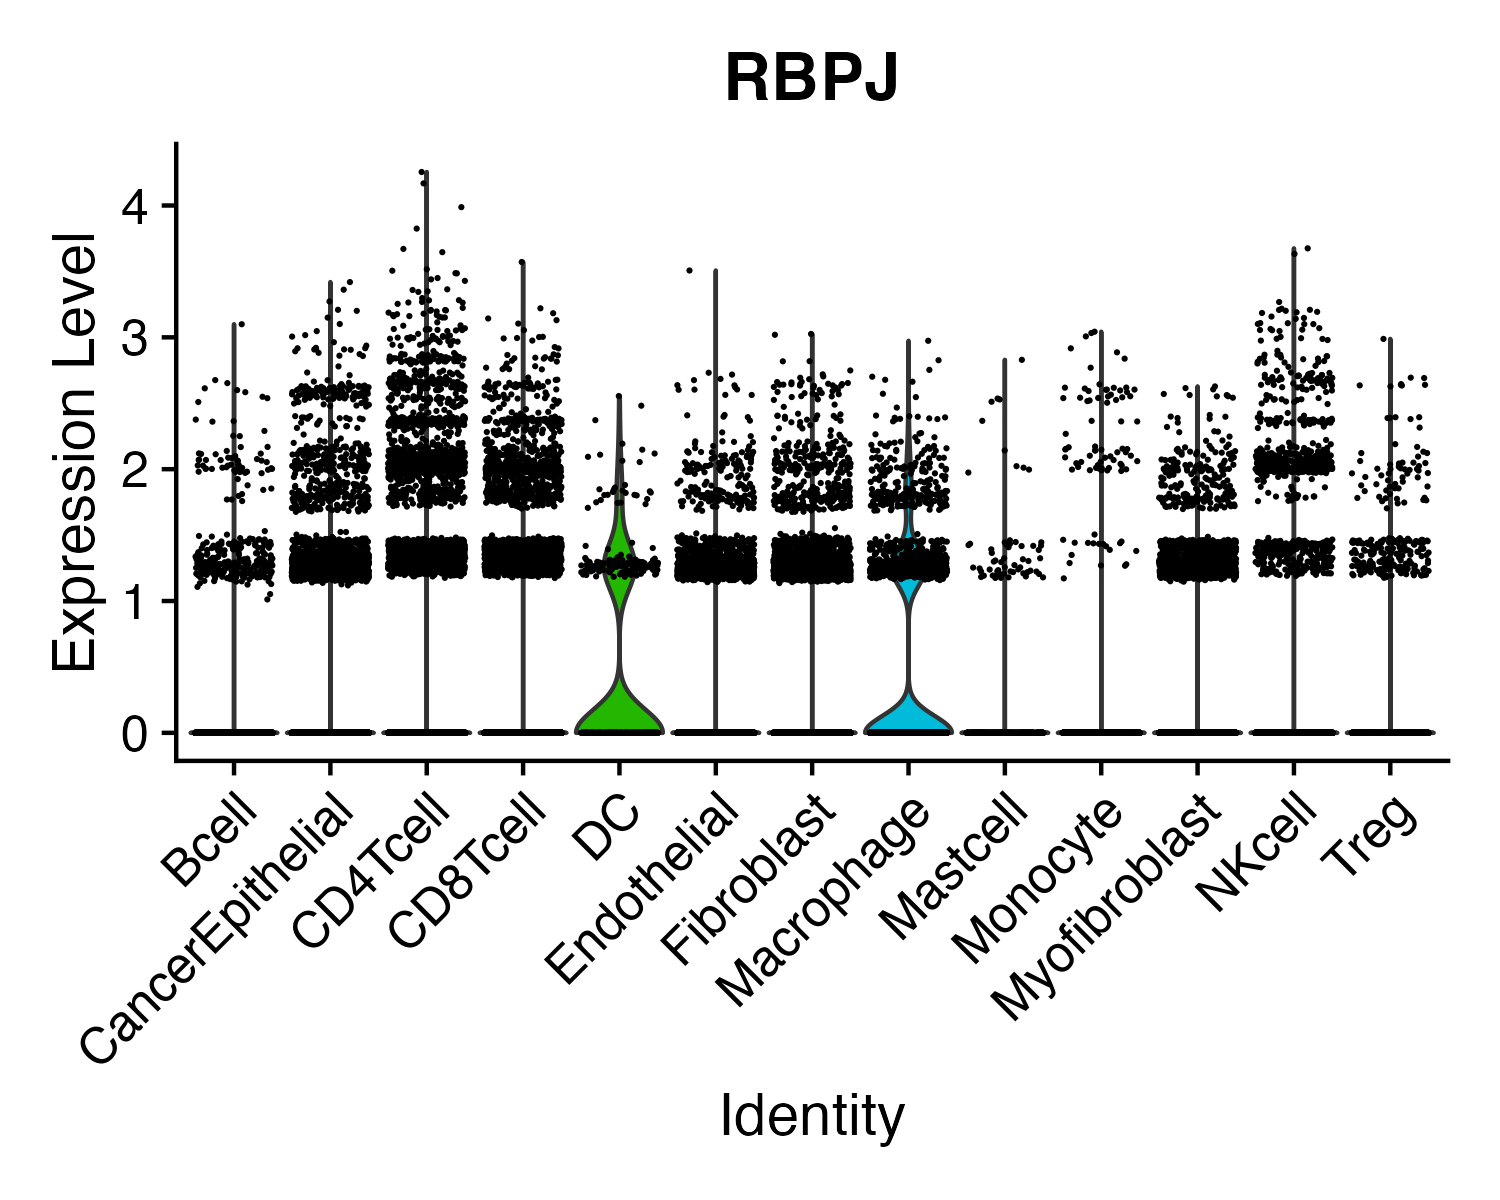 RBPJ
Expression Level
4
3
2
1
0
Bcell
CancerEpithelial
CD4Tcell
CD8Tcell
DC
Endothelial
Fibroblast
Macrophage
Mastcell
Monocyte
Myofibroblast
NKcell
Treg
Identity